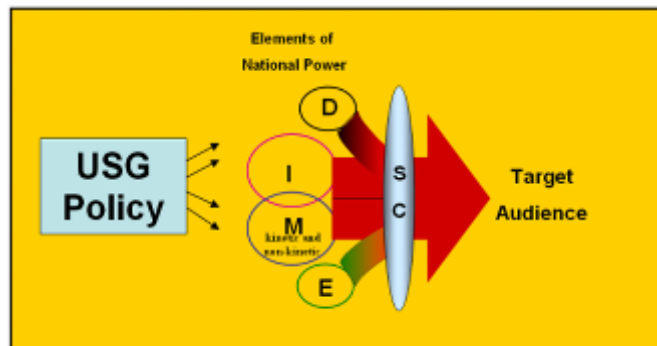 Elements of
National Power
D
USG
Policy
I
S
Target
C
Audience
M
kinetic and
non-kinetic
E